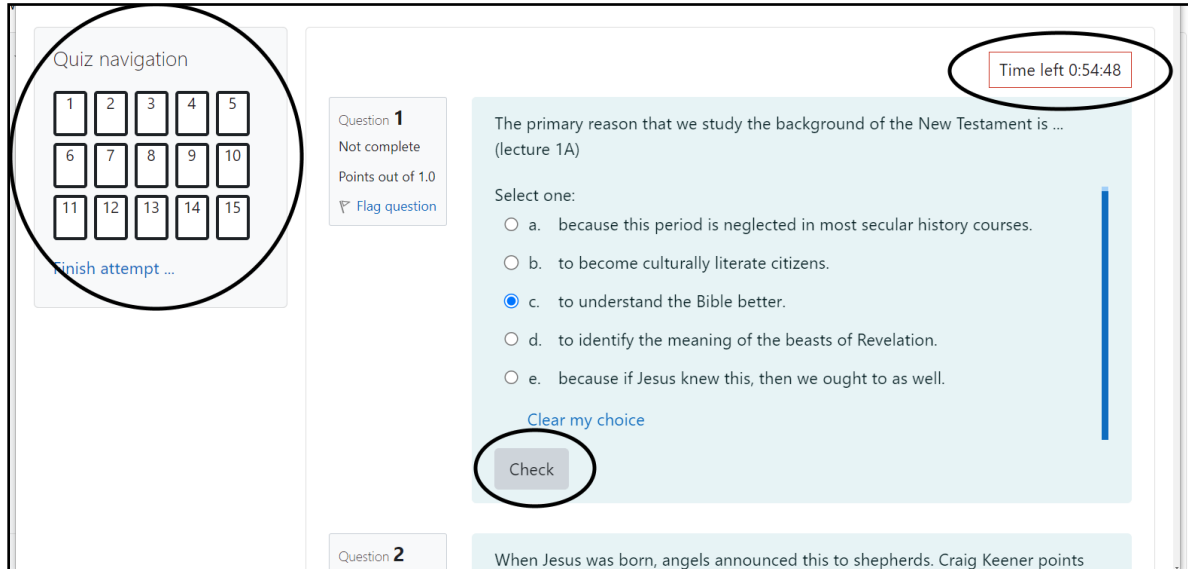 Quiz navigation
1 2 3 4 5
6 7 8 9 10
11 12 13 14 15
Finish attempt ...
Time left 0:54:48
Question 1
Not complete
Points out of 1.0
Flag question
The primary reason that we study the background of the New Testament is ...
(lecture 1A)
Select one:
a. because this period is neglected in most secular history courses.
b. to become culturally literate citizens.
c. to understand the Bible better.
d. to identify the meaning of the beasts of Revelation.
e. because if Jesus knew this, then we ought to as well.
Clear my choice
Check
Question 2
When Jesus was born, angels announced this to shepherds. Craig Keener points